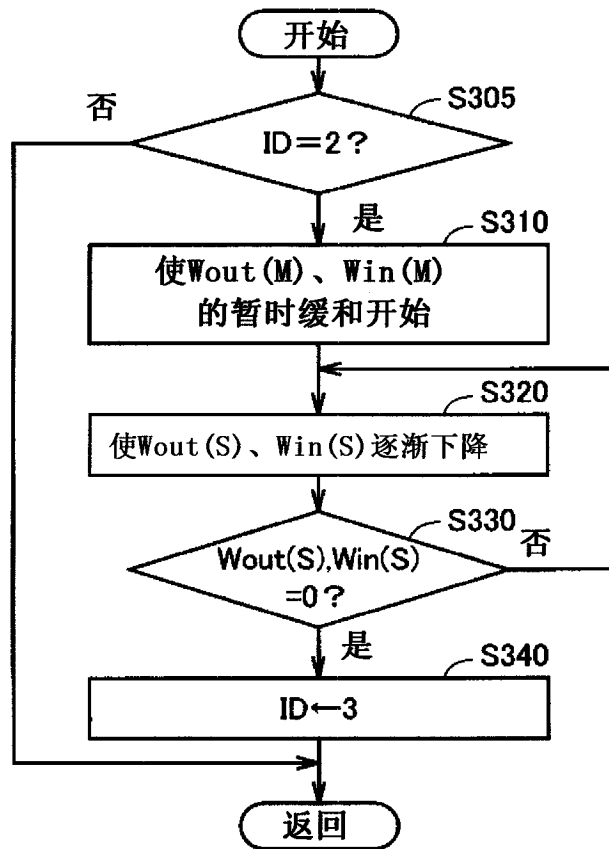 开始
S305
否
ID=2?
是
S310
使Wout(M)、Win(M)
的暂时缓和开始
S320
使Wout(S)、Win(S)逐渐下降
S330
Wout(S),Win(S)
=0?
否
是
S340
ID←3
返回